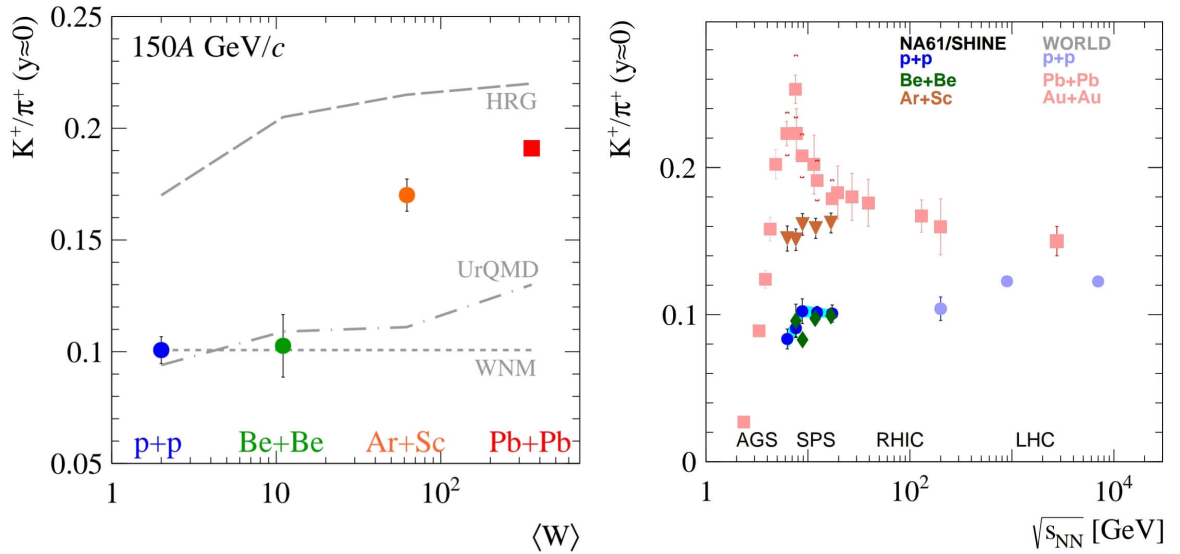 K⁺/π⁺ (y≈0)
150A GeV/c
HRG
UrQMD
WNM
p+p Be+Be Ar+Sc Pb+Pb
0.25
0.2
0.15
0.1
0.05
1 10 10²
⟨W⟩
K⁺/π⁺ (y≈0)
NA61/SHINE WORLD
p+p p+p
Be+Be Pb+Pb
Ar+Sc Au+Au
0.2
0.1
0
AGS SPS RHIC LHC
1 10² 10⁴
√s_NN [GeV]